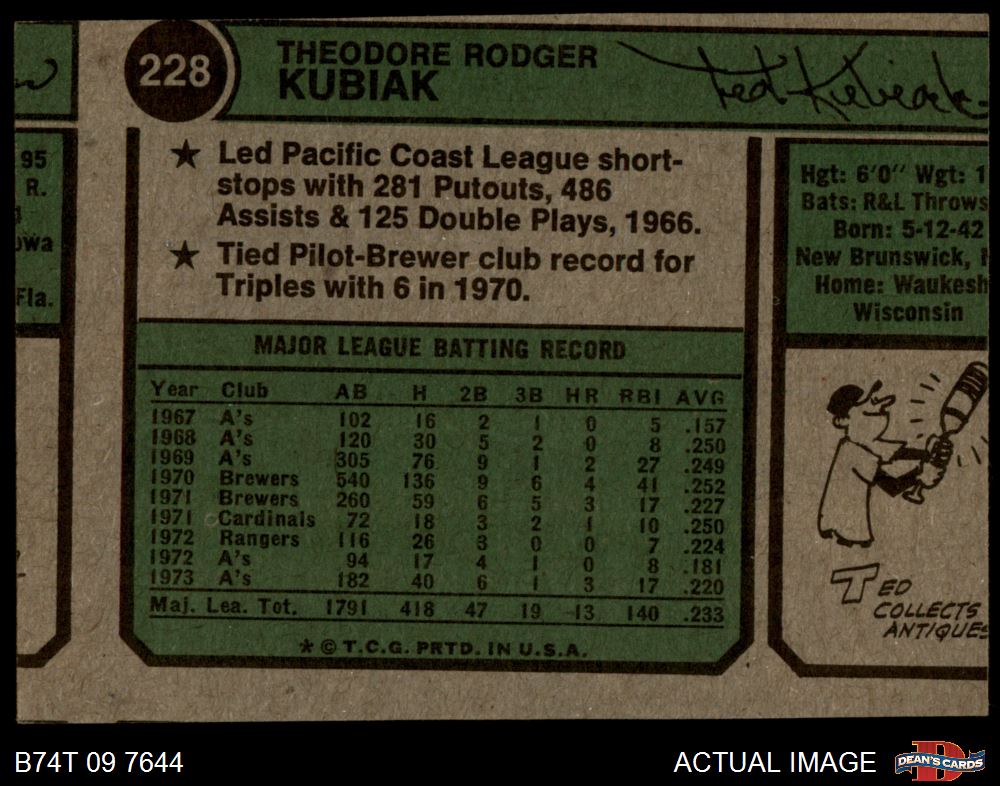 228
THEODORE RODGER
KUBIAK
Ted Kubiak
★ Led Pacific Coast League short-
stops with 281 Putouts, 486
Assists & 125 Double Plays, 1966.
★ Tied Pilot-Brewer club record for
Triples with 6 in 1970.
MAJOR LEAGUE BATTING RECORD
Year Club AB H 2B 3B HR RBI AVG
1967 A's 102 16 2 1 0 5 .157
1968 A's 120 30 5 2 0 8 .250
1969 A's 305 76 9 1 2 27 .249
1970 Brewers 540 136 9 6 4 41 .252
1971 Brewers 260 59 6 5 3 17 .227
1971 Cardinals 72 18 3 2 1 10 .250
1972 Rangers 116 26 3 0 0 7 .224
1972 A's 94 17 4 1 0 8 .181
1973 A's 182 40 6 1 3 17 .220
Maj. Lea. Tot. 1791 418 47 19 13 140 .233
* © T.C.G. PRTD. IN U.S.A.
95
R.
Fla.
Hgt: 6'0" Wgt: 1
Bats: R&L Throws
Born: 5-12-42
New Brunswick,
Home: Waukesh
Wisconsin
TED
COLLECTS
ANTIQUES
B74T 09 7644
ACTUAL IMAGE
DEAN'S CARDS